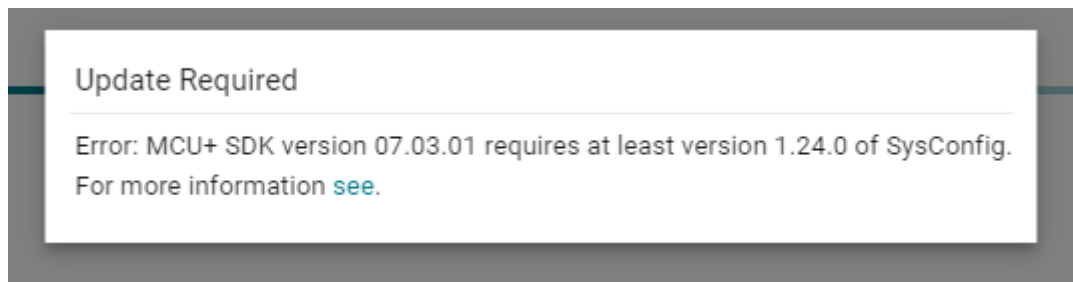 Update Required
Error: MCU+ SDK version 07.03.01 requires at least version 1.24.0 of SysConfig.
For more information see.